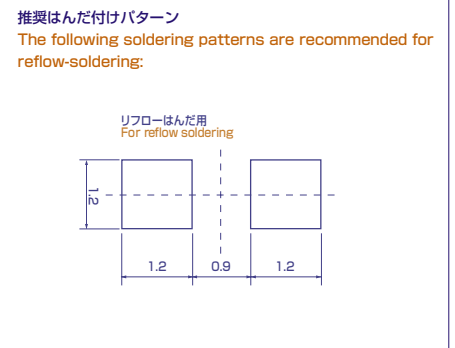 推奨はんだ付けパターン
The following soldering patterns are recommended for
reflow-soldering:
リフローはんだ用
For reflow soldering
1.2
1.2
0.9
1.2